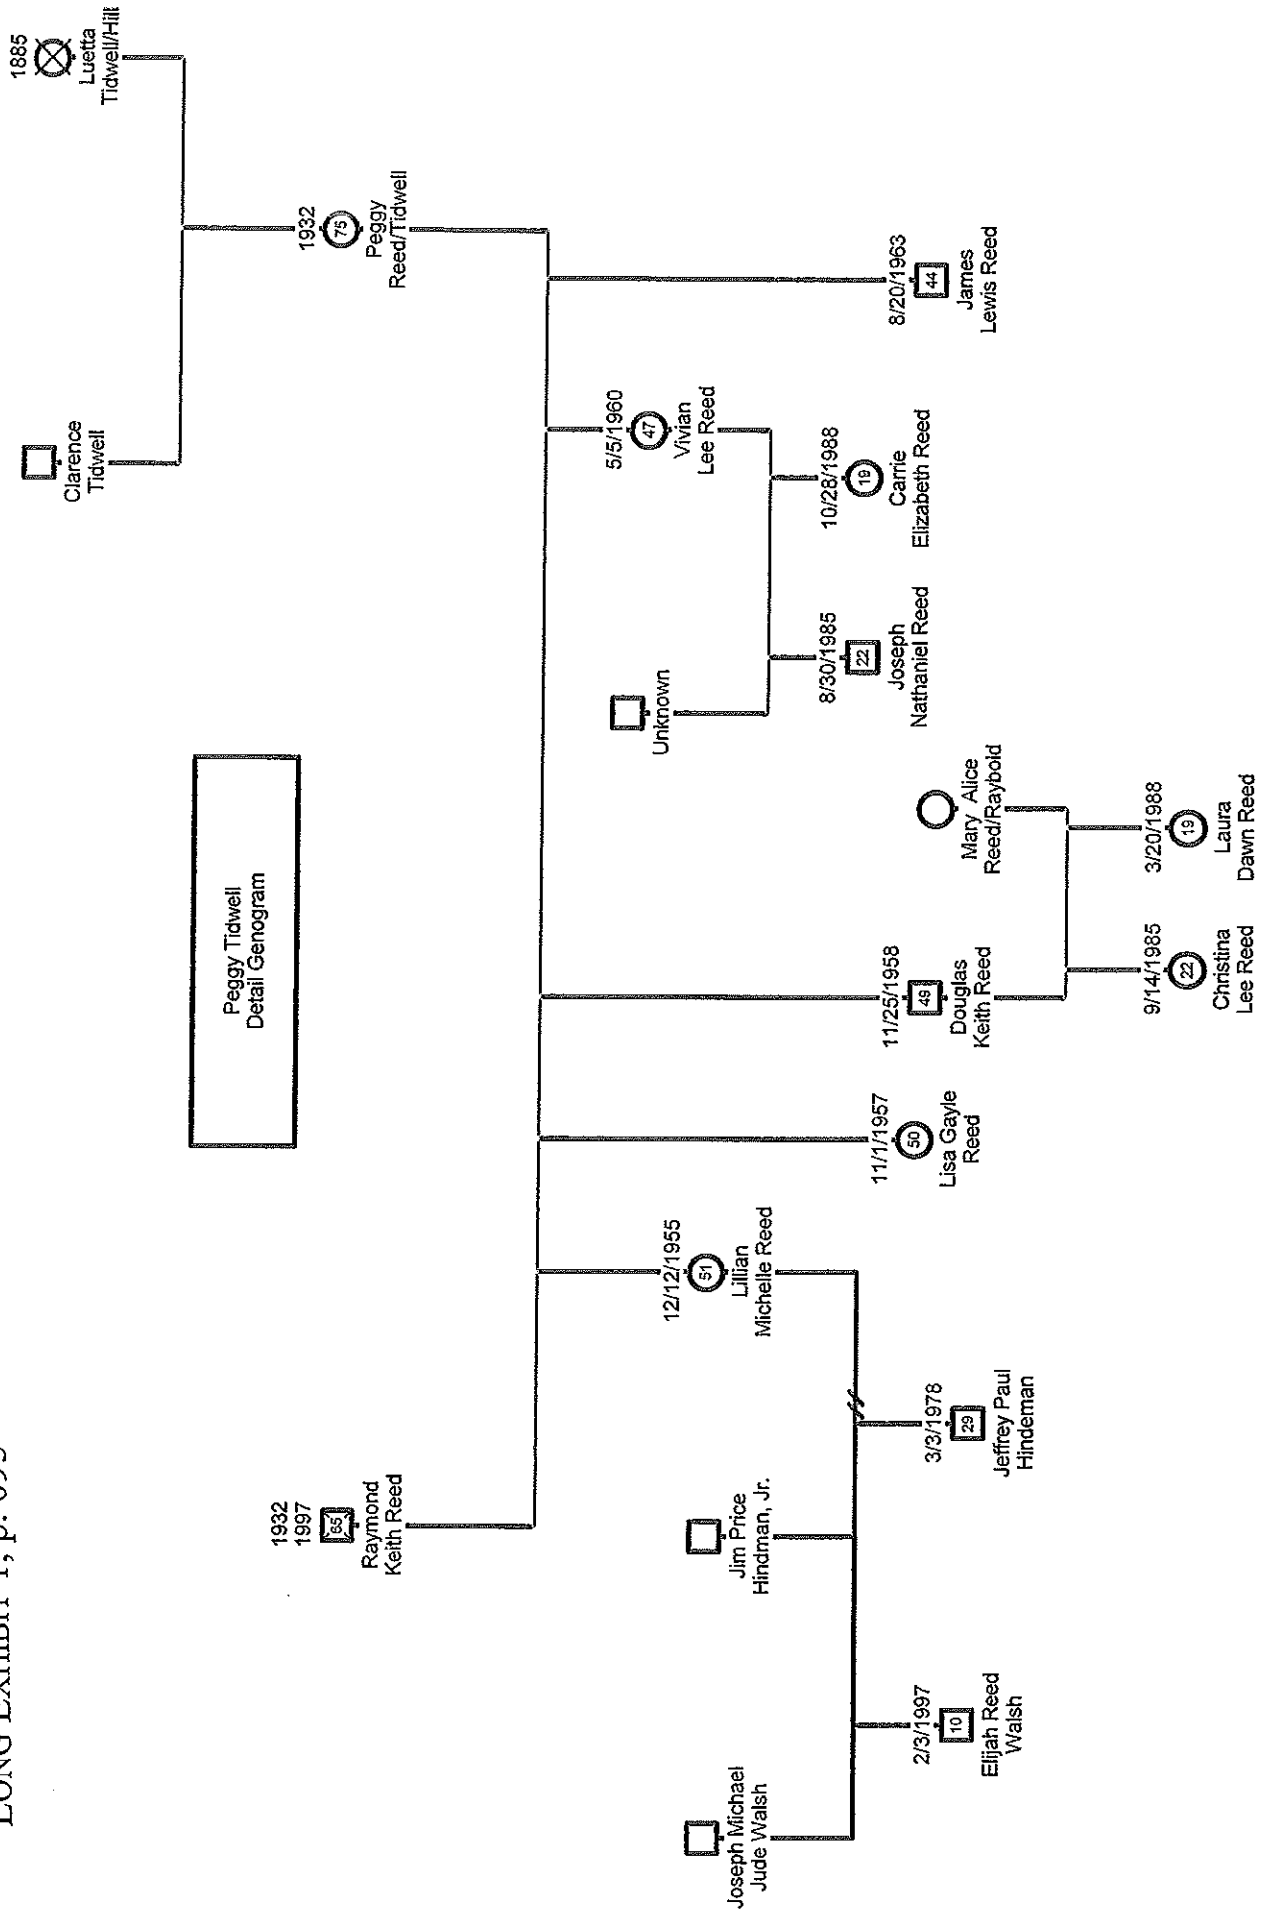 LONG EXHIBIT 1, p.
Peggy Tidwell
Detail Genogram
Clarence
Tidwell
1885
Luetta
Tidwell/Hill
1932
1997
65
Raymond
Keith Reed
1932
75
Peggy
Reed/Tidwell
12/12/1955
51
Lillian
Michelle Reed
11/1/1957
50
Lisa Gayle
Reed
11/25/1958
49
Douglas
Keith Reed
5/5/1960
47
Vivian
Lee Reed
8/20/1963
44
James
Lewis Reed
Joseph Michael
Jude Walsh
Jim Price
Hindman, Jr.
Unknown
Mary Alice
Reed/Rayboid
2/3/1997
10
Elijah Reed
Walsh
3/3/1978
29
Jeffrey Paul
Hindeman
8/30/1985
22
Joseph
Nathaniel Reed
10/28/1988
19
Carrie
Elizabeth Reed
9/14/1985
22
Christina
Lee Reed
3/20/1988
19
Laura
Dawn Reed